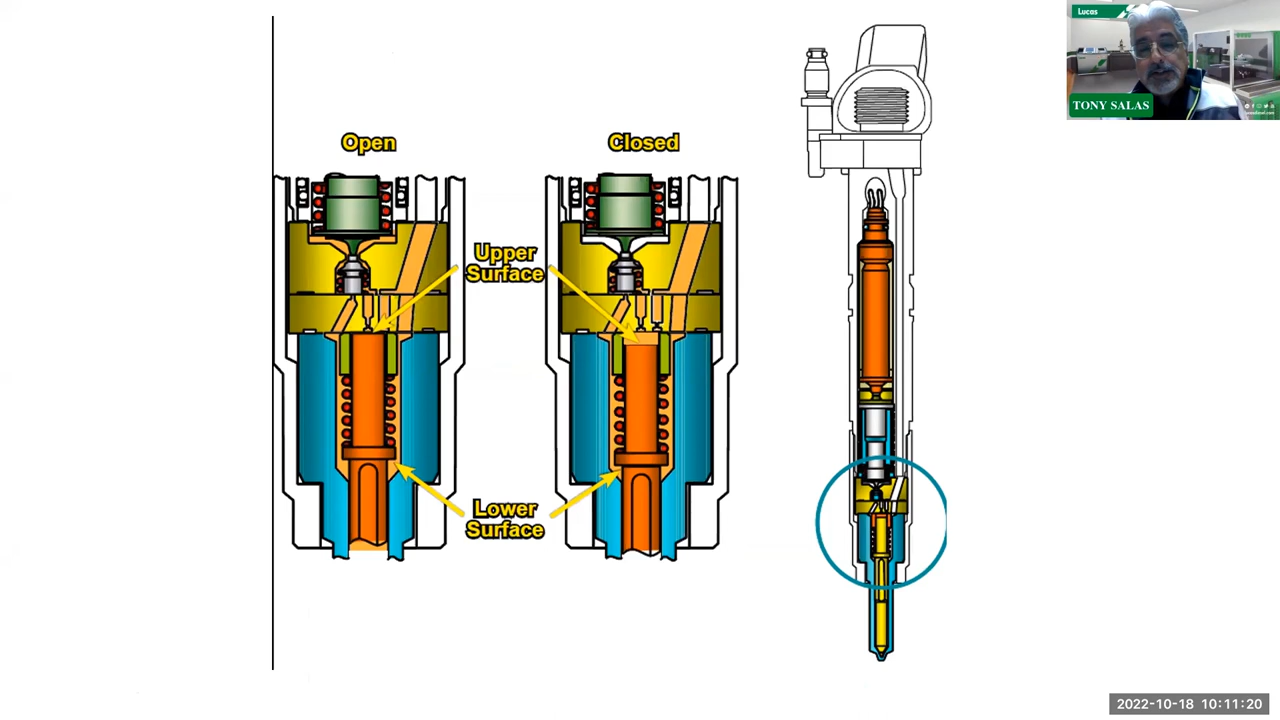 Lucas
TONY SALAS
Open
Closed
Upper
Surface
Lower
Surface
2022-10-18 10:11:20